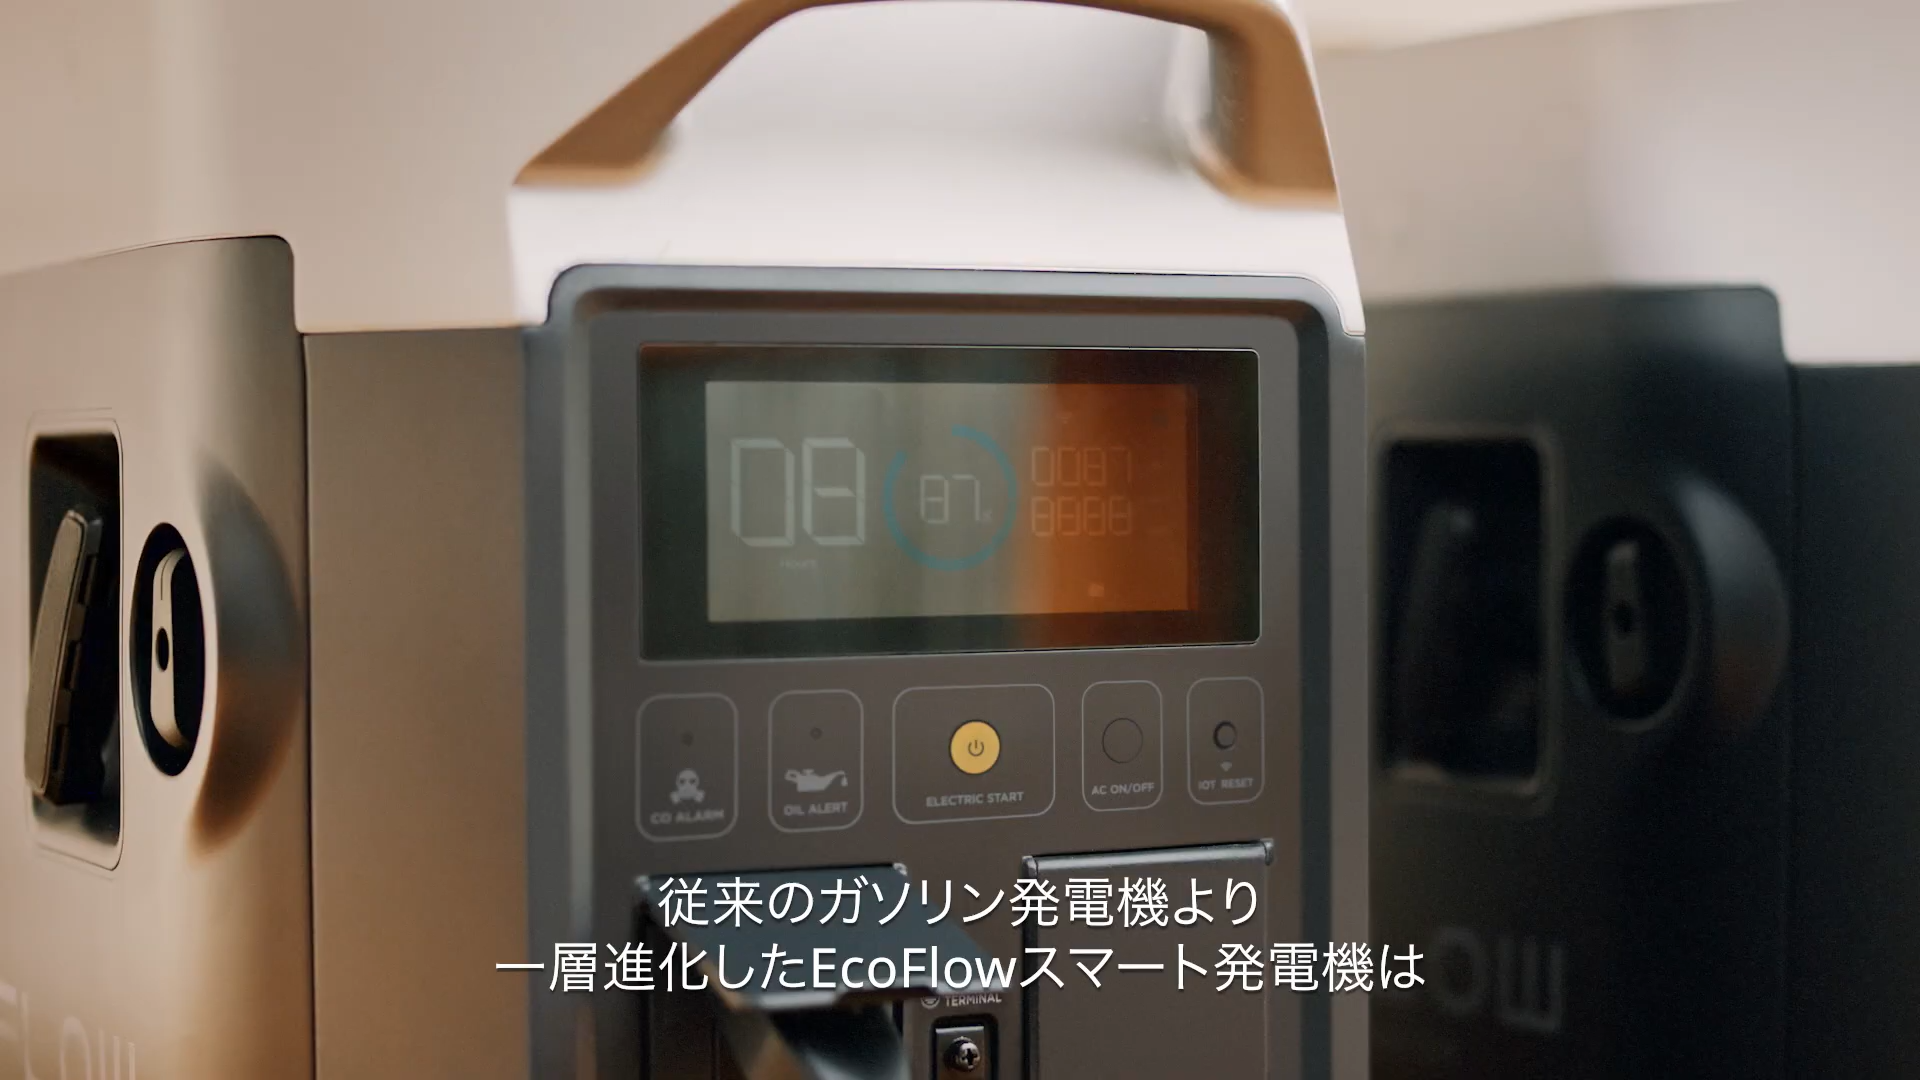 08
Hours
87%
0087
8888
CO ALARM
OIL ALERT
ELECTRIC START
AC ON/OFF
IOT RESET
従来のガソリン発電機より
一層進化したEcoFlowスマート発電機は
TERMINAL